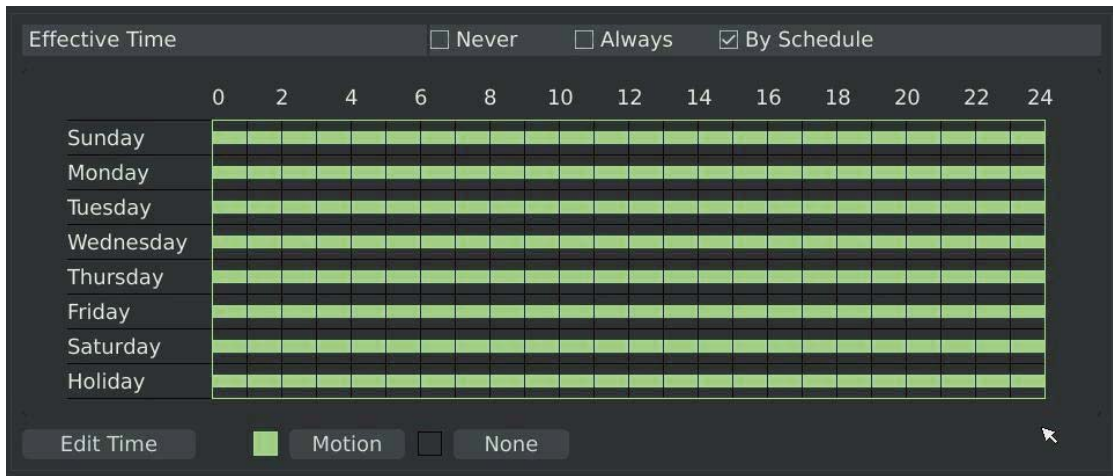 Effective Time Never Always By Schedule
0 2 4 6 8 10 12 14 16 18 20 22 24
Sunday
Monday
Tuesday
Wednesday
Thursday
Friday
Saturday
Holiday
Edit Time Motion None